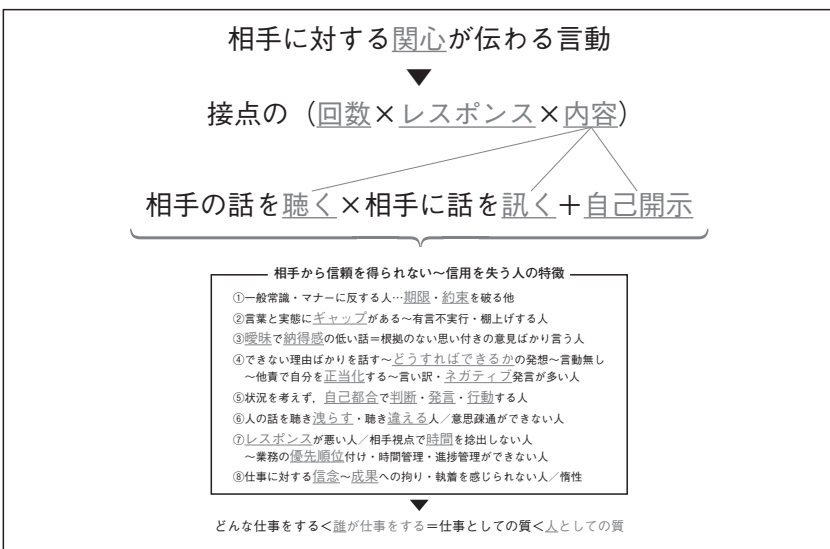 相手に対する関心が伝わる言動
▼
接点の（回数×レスポンス×内容）
相手の話を聴く×相手に話を訊く＋自己開示
相手から信頼を得られない～信用を失う人の特徴
①一般常識・マナーに反する人…期限・約束を破る他
②言葉と実態にギャップがある～有言不実行・棚上げする人
③曖昧で納得感の低い話＝根拠のない思い付きの意見ばかり言う人
④できない理由ばかりを話す～どうすればできるかの発想～言動無し
～他責で自分を正当化する～言い訳・ネガティブ発言が多い人
⑤状況を考えず，自己都合で判断・発言・行動する人
⑥人の話を聴き洩らす・聴き違える人／意思疎通ができない人
⑦レスポンスが悪い人／相手視点で時間を捻出しない人
～業務の優先順位付け・時間管理・進捗管理ができない人
⑧仕事に対する信念～成果への拘り・執着を感じられない人／惰性
▼
どんな仕事をする＜誰が仕事をする＝仕事としての質＜人としての質